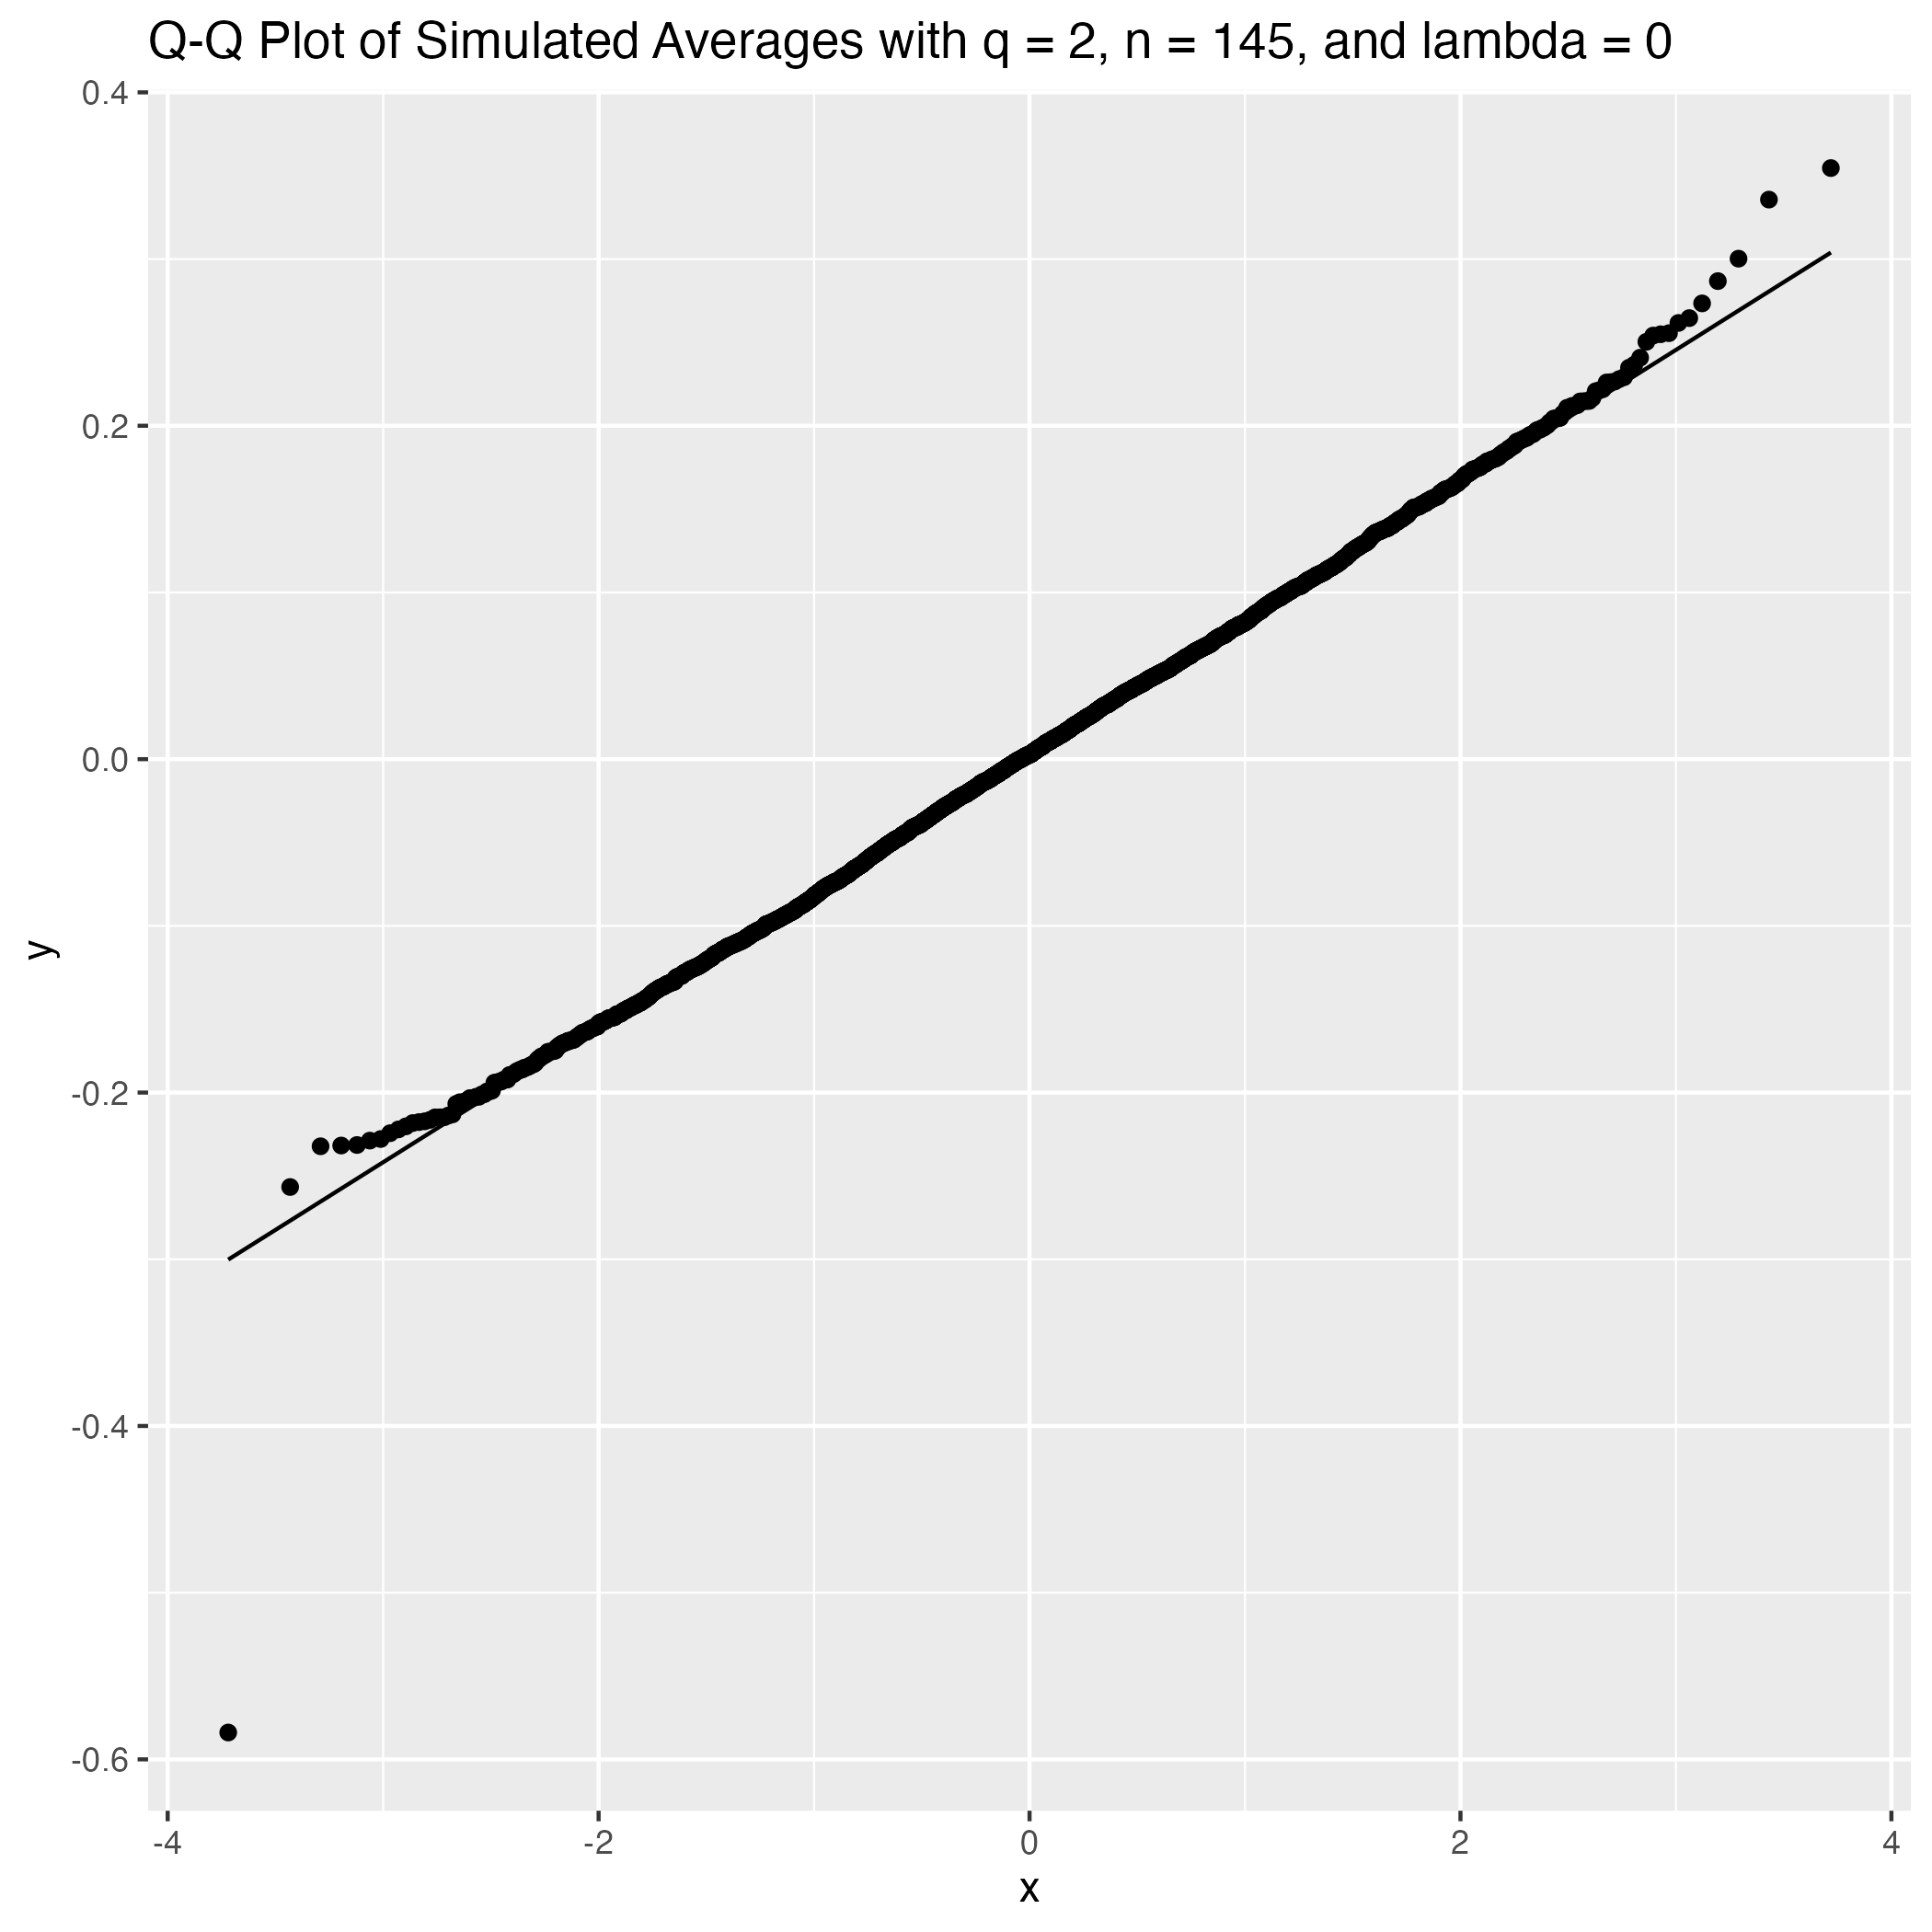 Q-Q Plot of Simulated Averages with q = 2, n = 145, and lambda = 0
0.4
0.2
0.0
-0.2
-0.4
-0.6
y
-4 -2 0 2 4
x